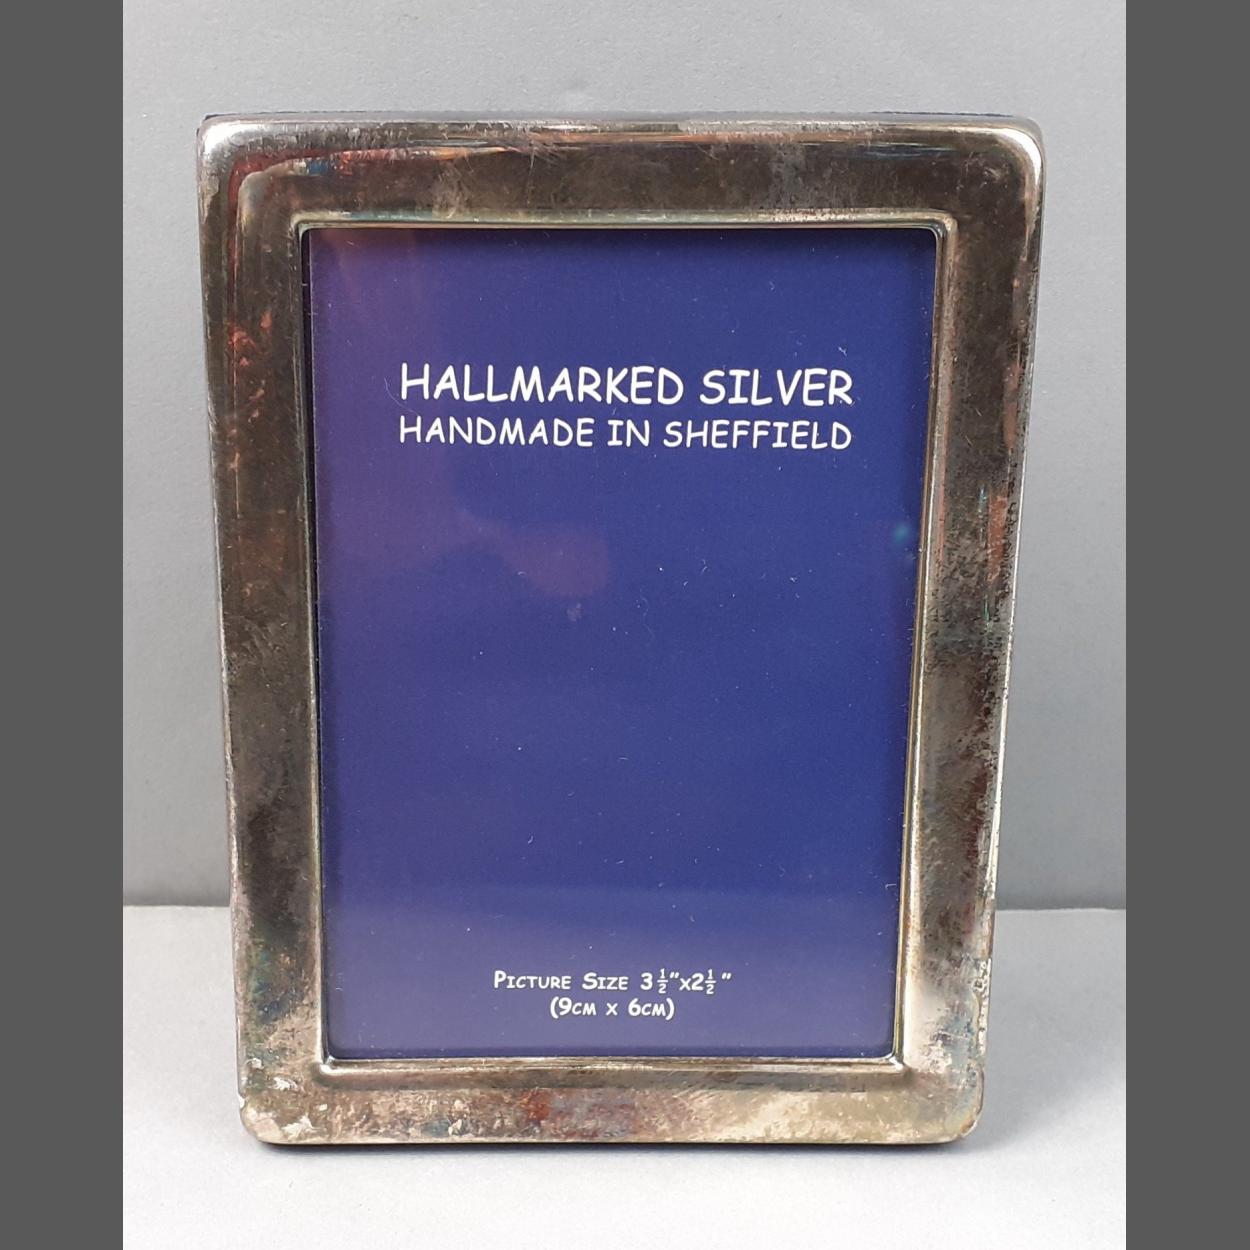 HALLMARKED SILVER
HANDMADE IN SHEFFIELD
Picture Size 3½"x2½"
(9cm x 6cm)